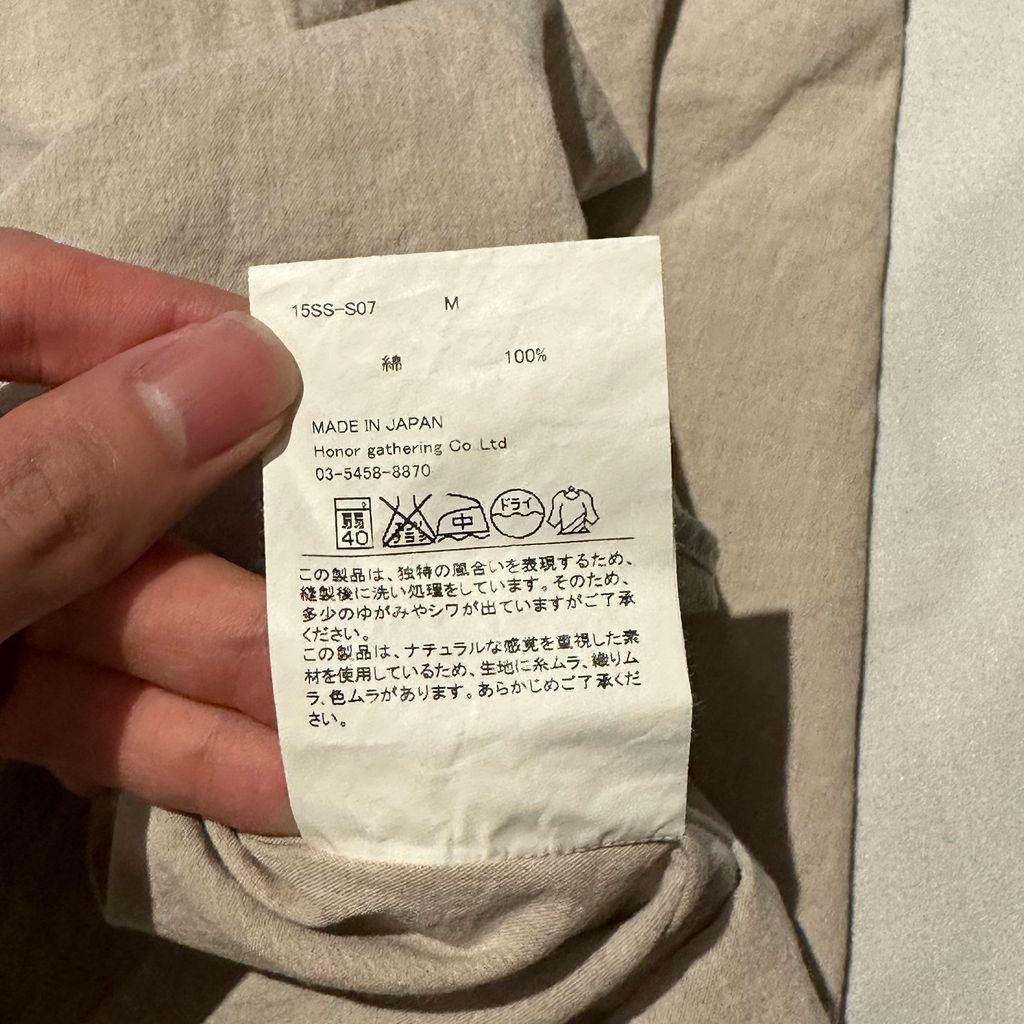 15SS-S07 M
綿 100%
MADE IN JAPAN
Honor gathering Co.Ltd
03-5458-8870
弱 40 中 ドライ
この製品は、独特の風合いを表現するため、
縫製後に洗い処理をしています。そのため、
多少のゆがみやシワが出ていますがご了承
ください。
この製品は、ナチュラルな感覚を重視した素
材を使用しているため、生地に糸ムラ、織りム
ラ、色ムラがあります。あらかじめご了承くだ
さい。